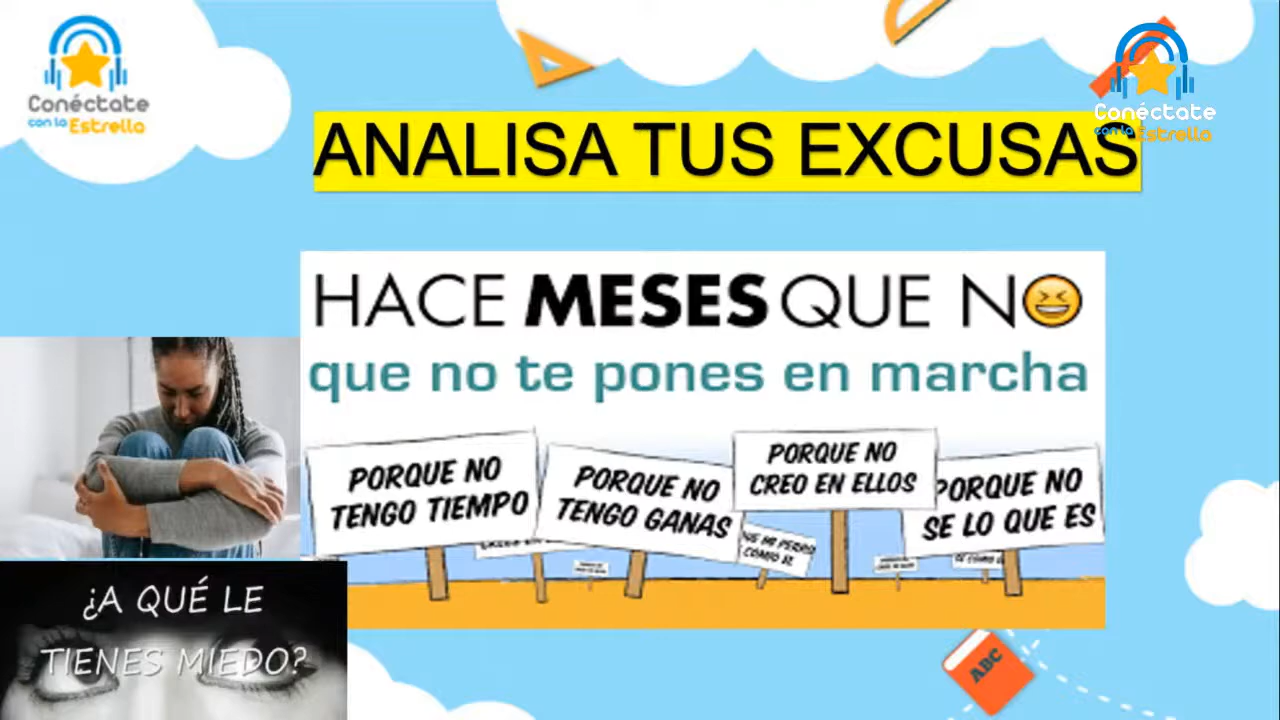 Conéctate
con la Estrella
Conéctate
con la Estrella
ANALISA TUS EXCUSAS
HACE MESES QUE N
que no te pones en marcha
PORQUE NO
TENGO TIEMPO
PORQUE NO
TENGO GANAS
PORQUE NO
CREO EN ELLOS
PORQUE NO
SE LO QUE ES
MI PERRO
¿A QUÉ LE
TIENES MIEDO?
ABC